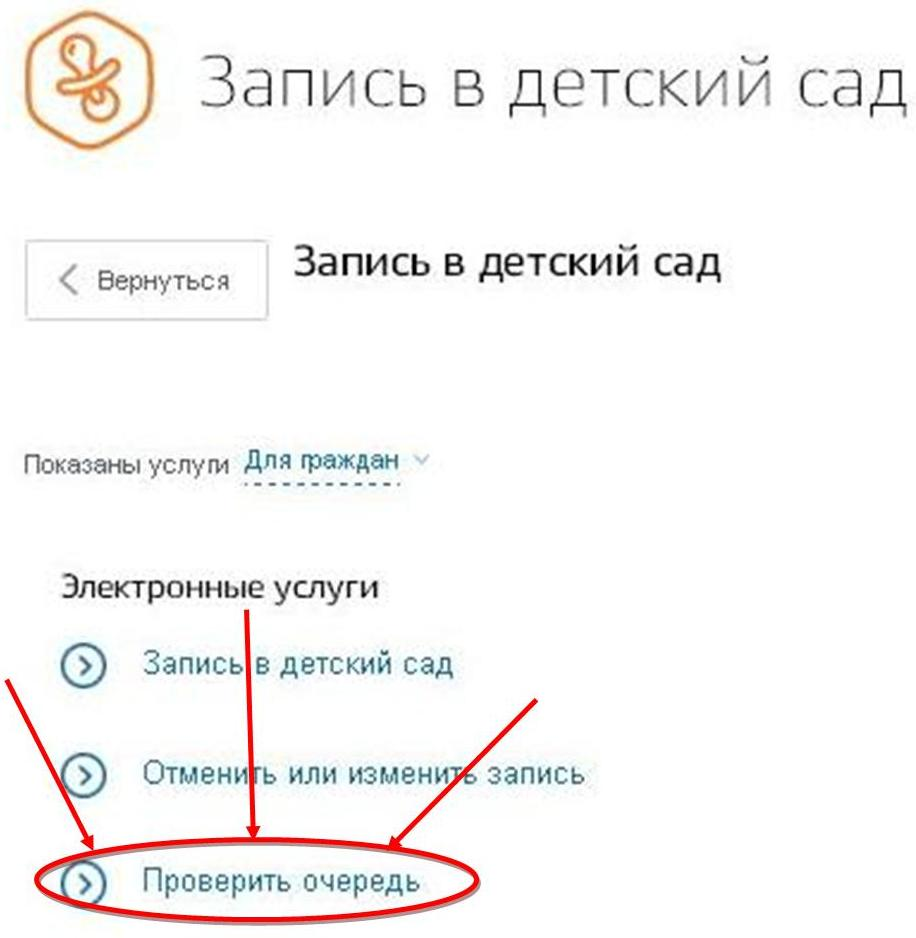 Запись в детский сад
Вернуться
Запись в детский сад
Показаны услуги Для граждан
Электронные услуги
Запись в детский сад
Отменить или изменить запись
Проверить очередь